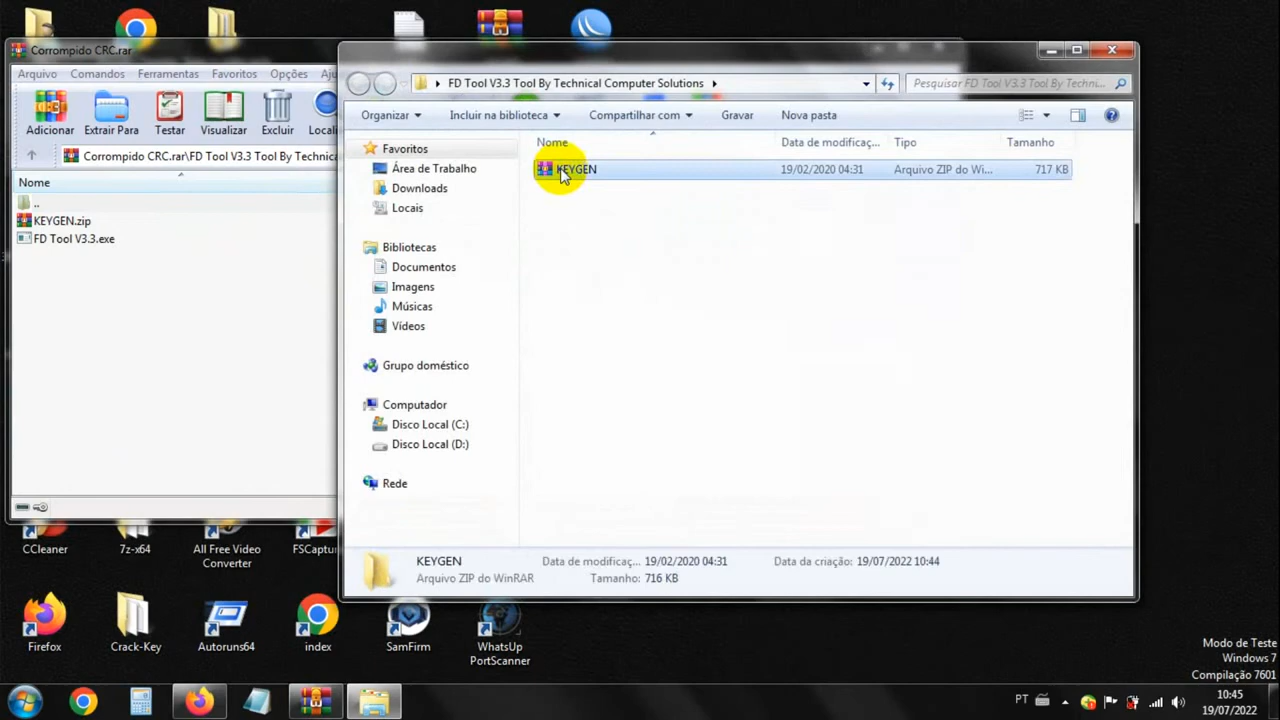 Corrompido CRC.rar
Arquivo Comandos Ferramentas Favoritos Opções Aju
Adicionar Extrair Para Testar Visualizar Excluir Locali
Corrompido CRC.rar\FD Tool V3.3 Tool By Technica
Nome
..
KEYGEN.zip
FD Tool V3.3.exe
FD Tool V3.3 Tool By Technical Computer Solutions
Pesquisar FD Tool V3.3 Tool By Techni...
Organizar Incluir na biblioteca Compartilhar com Gravar Nova pasta
Nome Data de modificaç... Tipo Tamanho
KEYGEN 19/02/2020 04:31 Arquivo ZIP do Wi... 717 KB
Favoritos
Área de Trabalho
Downloads
Locais
Bibliotecas
Documentos
Imagens
Músicas
Vídeos
Grupo doméstico
Computador
Disco Local (C:)
Disco Local (D:)
Rede
KEYGEN Data de modificaç... 19/02/2020 04:31 Data da criação: 19/07/2022 10:44
Arquivo ZIP do WinRAR Tamanho: 716 KB
CCleaner 7z-x64 All Free Video FSCaptur
Converter
Firefox Crack-Key Autoruns64 index SamFirm WhatsUp
PortScanner
Modo de Teste
Windows 7
Compilação 7601
PT
10:45
19/07/2022